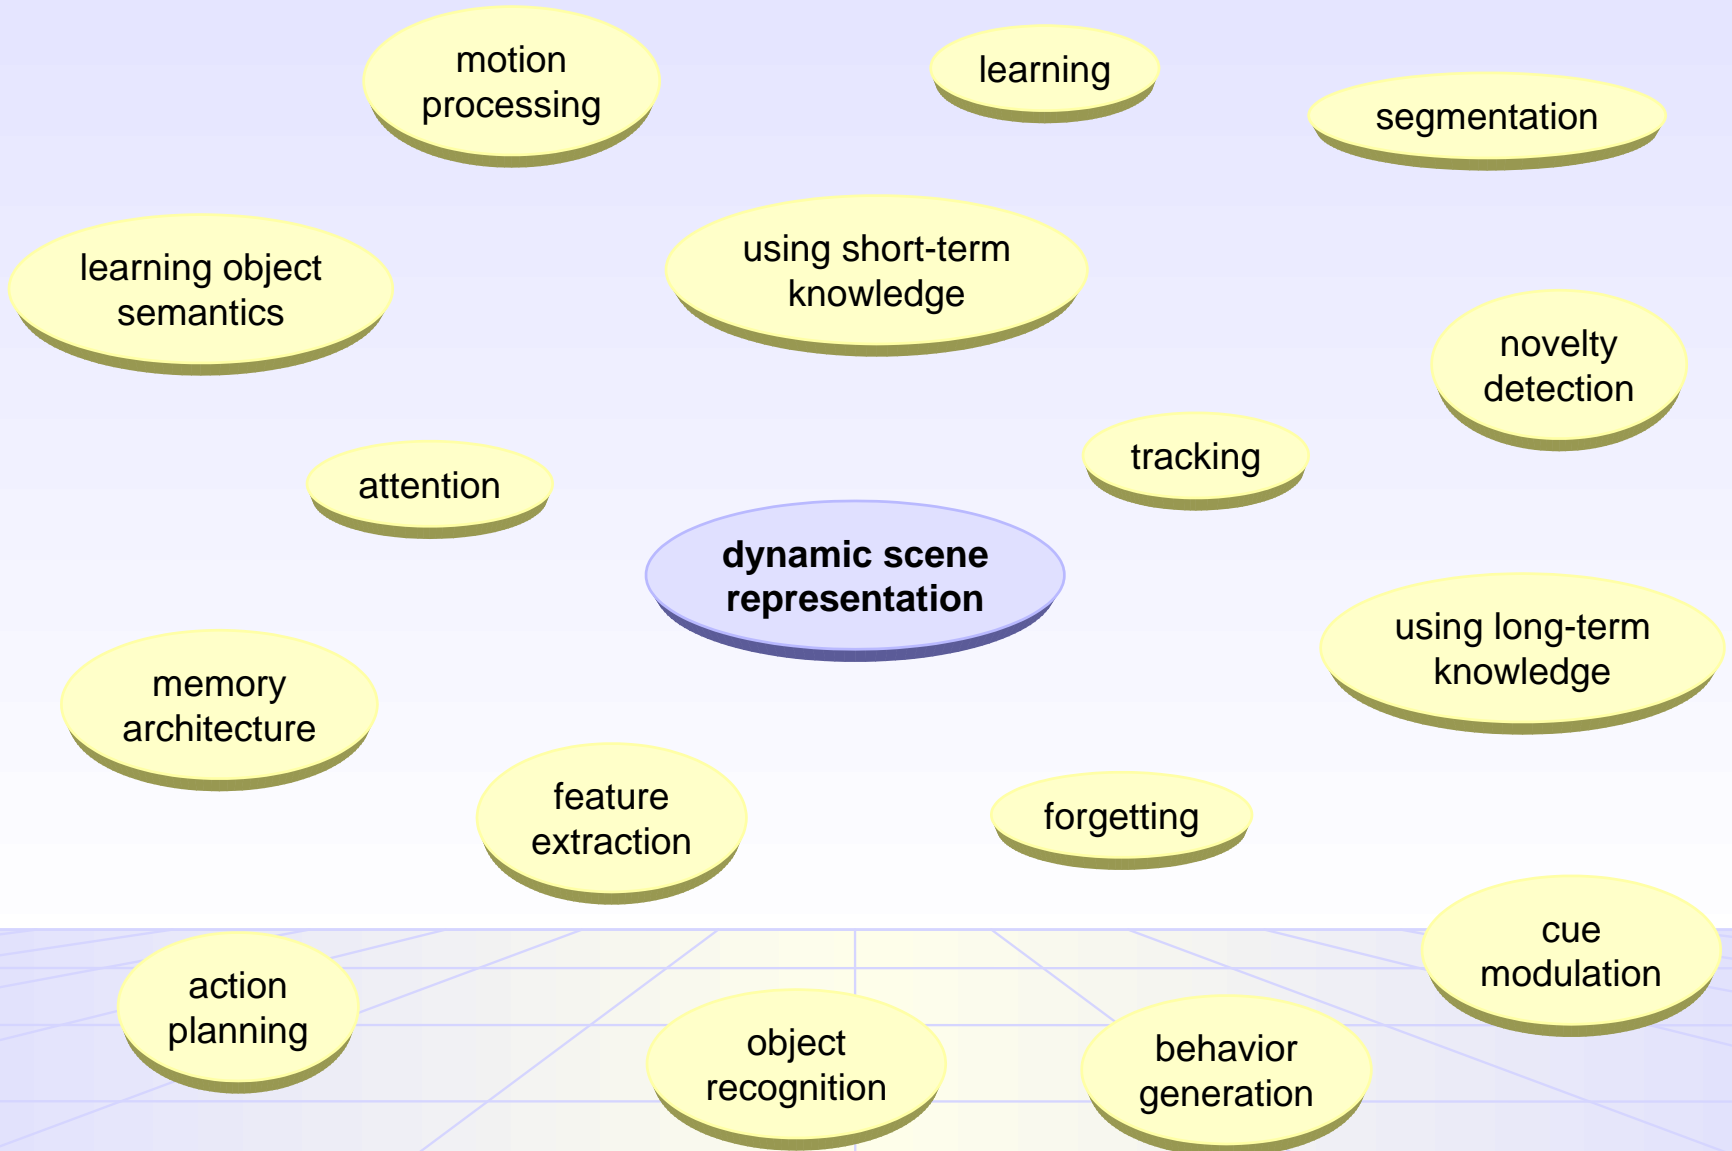 motion
processing
learning
segmentation
learning object
semantics
using short-term
knowledge
novelty
detection
attention
tracking
dynamic scene
representation
using long-term
knowledge
memory
architecture
feature
extraction
forgetting
cue
modulation
action
planning
object
recognition
behavior
generation